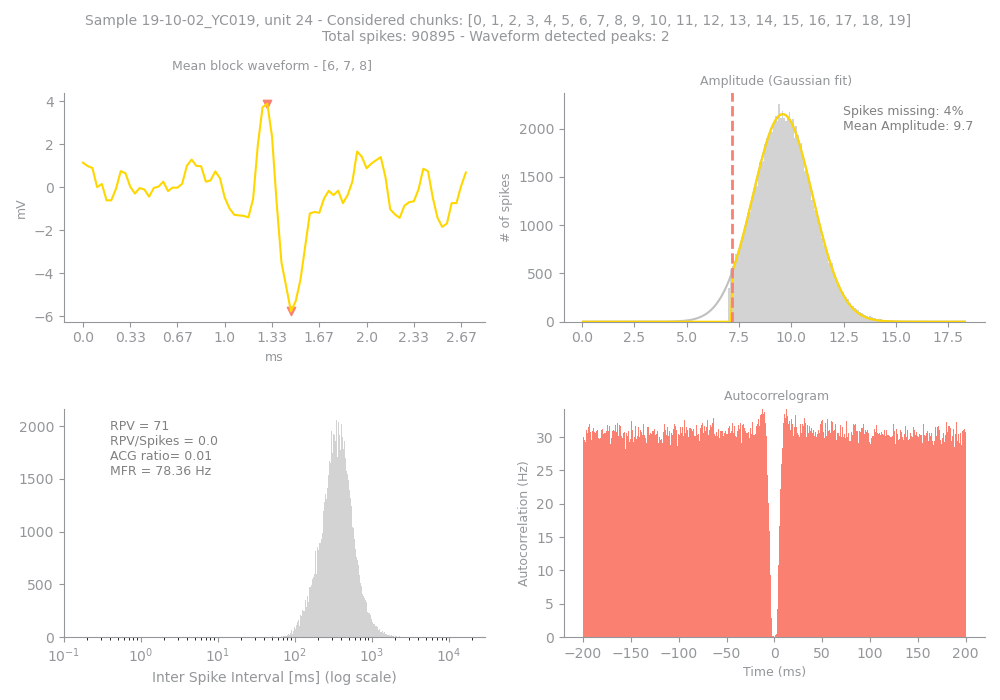 Sample 19-10-02_YC019, unit 24 - Considered chunks: [0, 1, 2, 3, 4, 5, 6, 7, 8, 9, 10, 11, 12, 13, 14, 15, 16, 17, 18, 19]
Total spikes: 90895 - Waveform detected peaks: 2
Mean block waveform - [6, 7, 8]
4
2
0
−2
−4
−6
mV
0.0 0.33 0.67 1.0 1.33 1.67 2.0 2.33 2.67
ms
Amplitude (Gaussian fit)
Spikes missing: 4%
Mean Amplitude: 9.7
2000
1500
1000
500
0
# of spikes
0.0 2.5 5.0 7.5 10.0 12.5 15.0 17.5
RPV = 71
RPV/Spikes = 0.0
ACG ratio= 0.01
MFR = 78.36 Hz
2000
1500
1000
500
0
10⁻¹ 10⁰ 10¹ 10² 10³ 10⁴
Inter Spike Interval [ms] (log scale)
Autocorrelogram
30
25
20
15
10
5
0
Autocorrelation (Hz)
−200 −150 −100 −50 0 50 100 150 200
Time (ms)